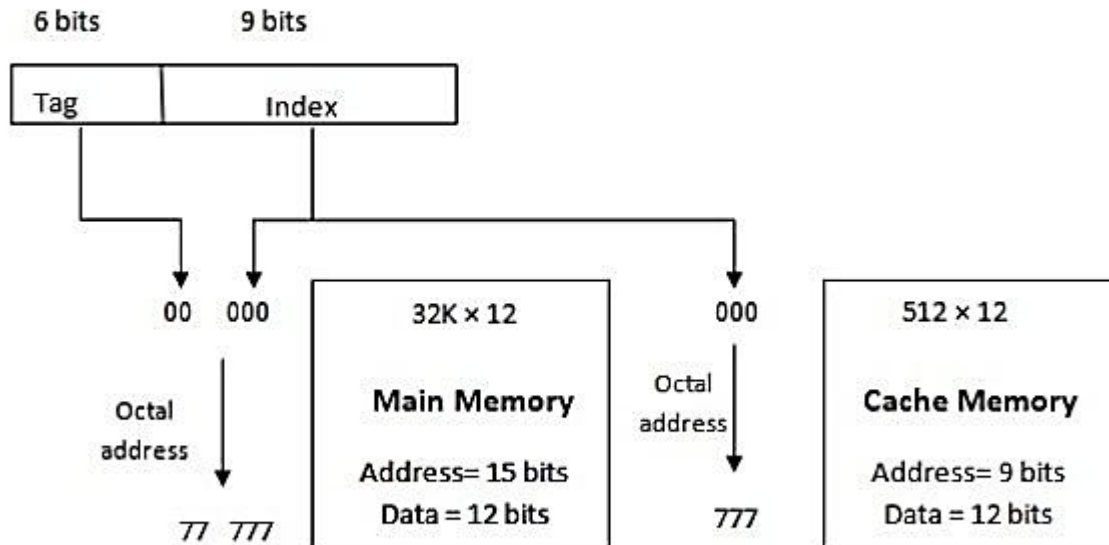 6 bits 9 bits
Tag Index
00 000 32K × 12 000 512 × 12
Octal address
Main Memory
Octal address
Cache Memory
Address= 15 bits
Address= 9 bits
Data = 12 bits
Data = 12 bits
77 777
777